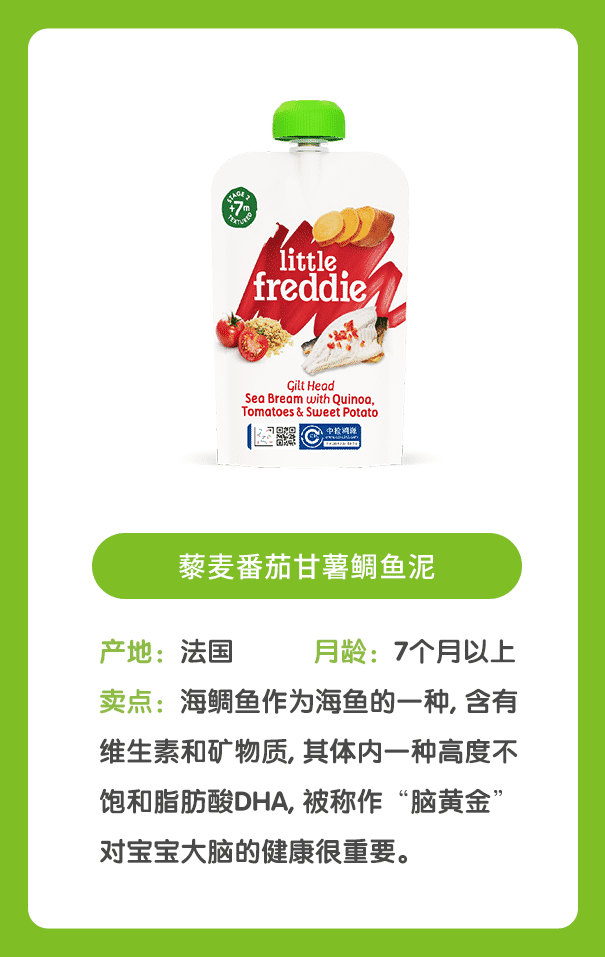 STAGE 2
+7m
TEXTURED
little
freddie
Gilt Head
Sea Bream with Quinoa,
Tomatoes & Sweet Potato
中检溯源
藜麦番茄甘薯鲷鱼泥
产地：法国 月龄：7个月以上
卖点：海鲷鱼作为海鱼的一种, 含有
维生素和矿物质, 其体内一种高度不
饱和脂肪酸DHA, 被称作“脑黄金”
对宝宝大脑的健康很重要。